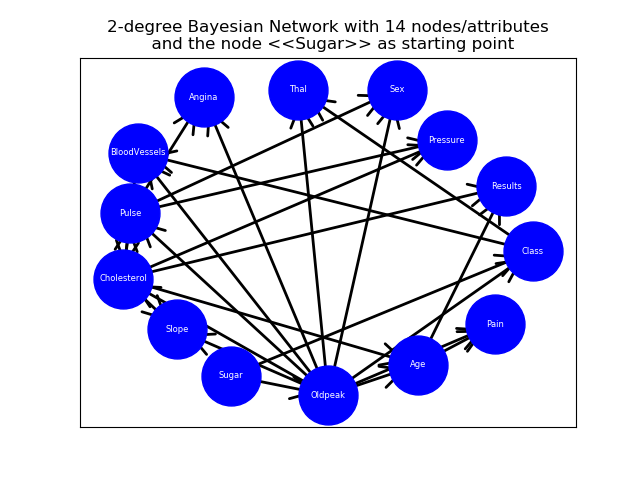 2-degree Bayesian Network with 14 nodes/attributes
and the node <<Sugar>> as starting point
Thal
Sex
Angina
Pressure
BloodVessels
Results
Pulse
Class
Cholesterol
Pain
Slope
Age
Sugar
Oldpeak